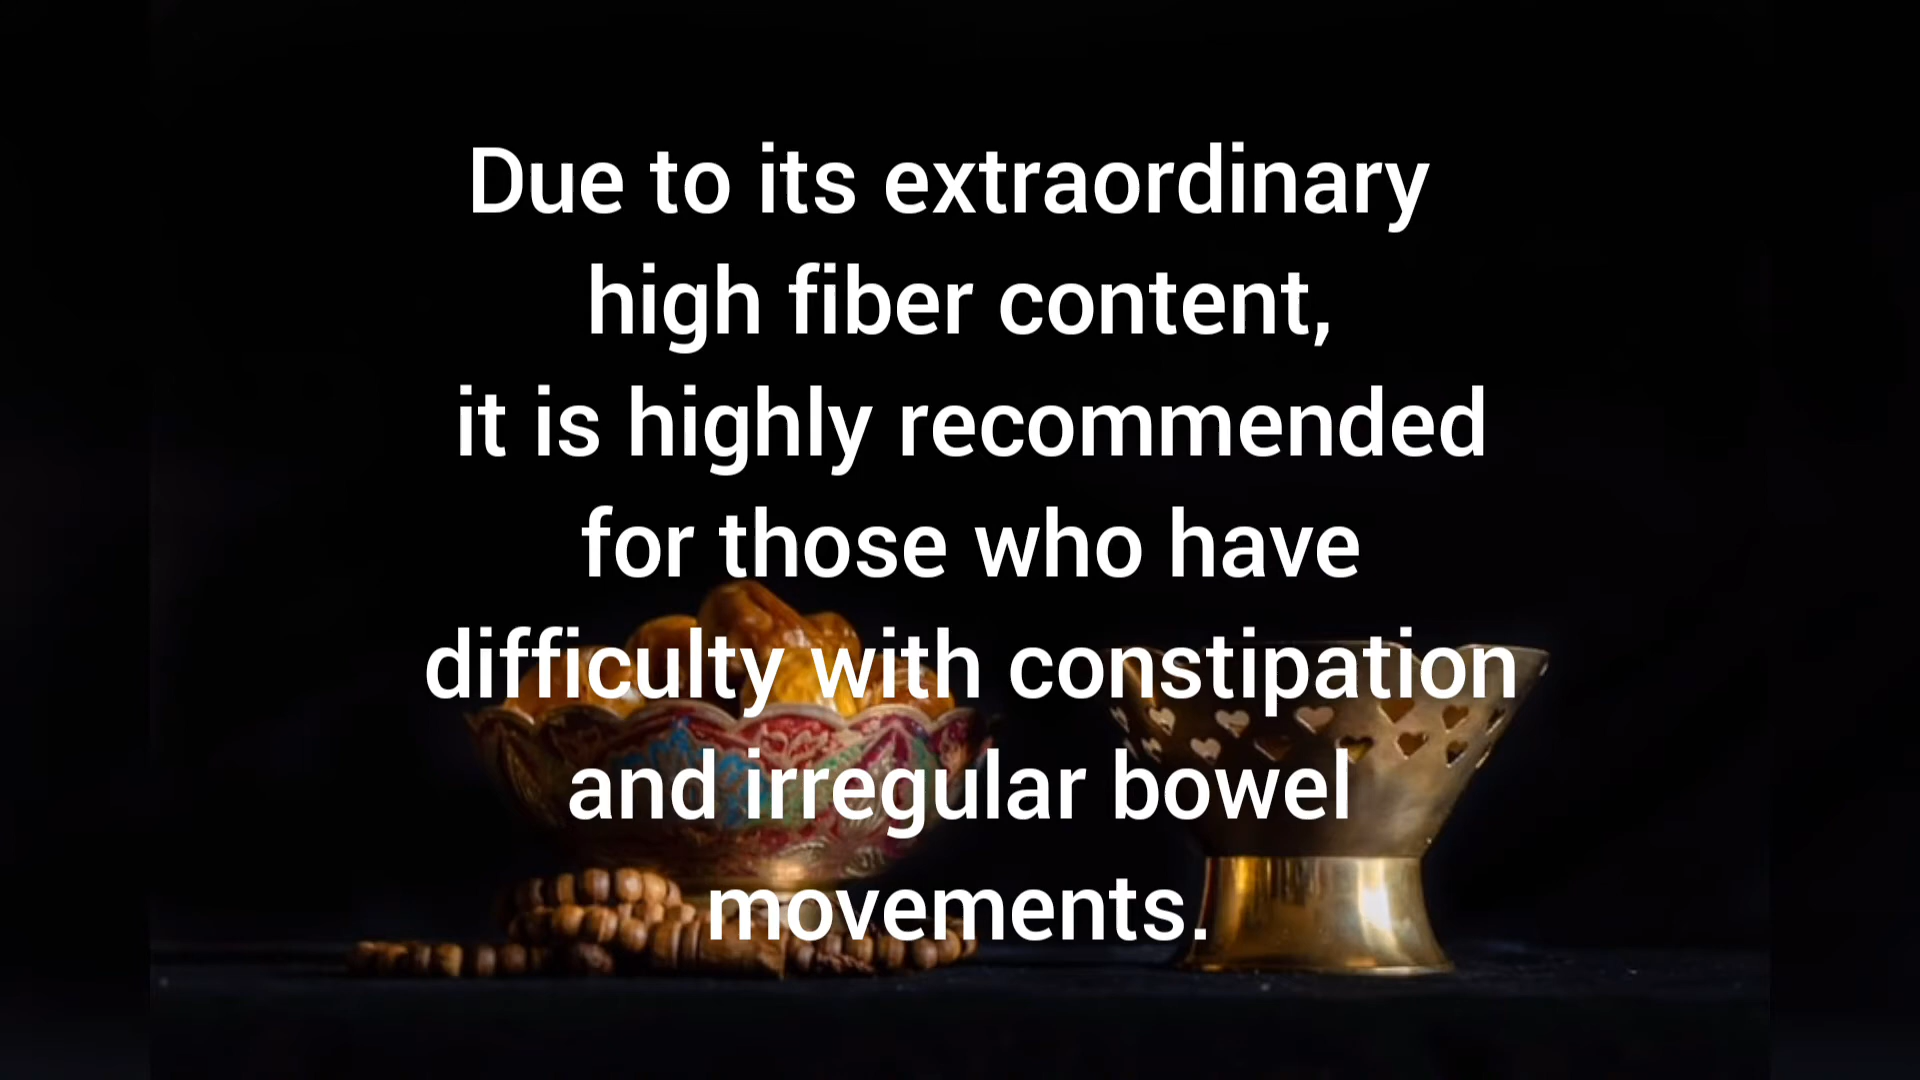 Due to its extraordinary
high fiber content,
it is highly recommended
for those who have
difficulty with constipation
and irregular bowel
movements.